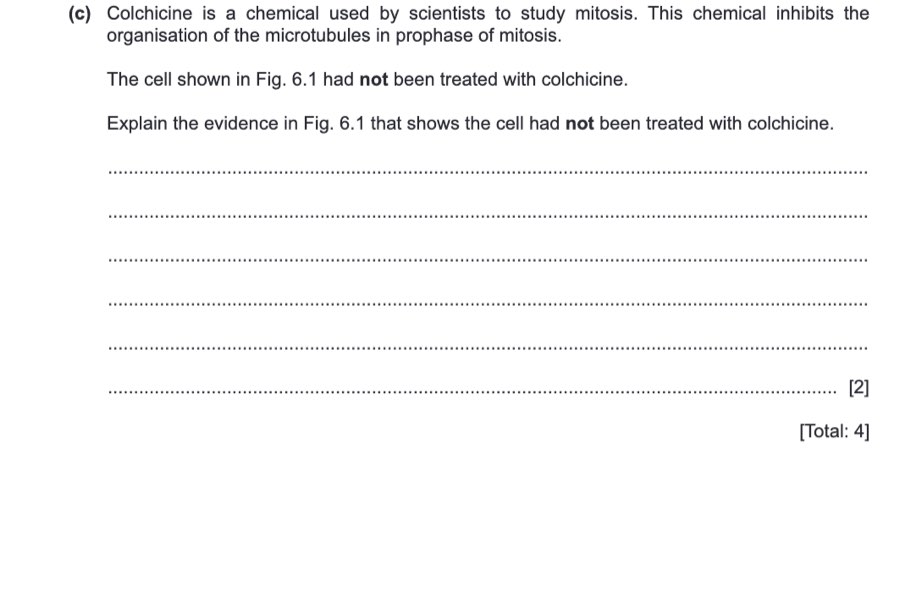 (c) Colchicine is a chemical used by scientists to study mitosis. This chemical inhibits the
organisation of the microtubules in prophase of mitosis.
The cell shown in Fig. 6.1 had not been treated with colchicine.
Explain the evidence in Fig. 6.1 that shows the cell had not been treated with colchicine.
[2]
[Total: 4]